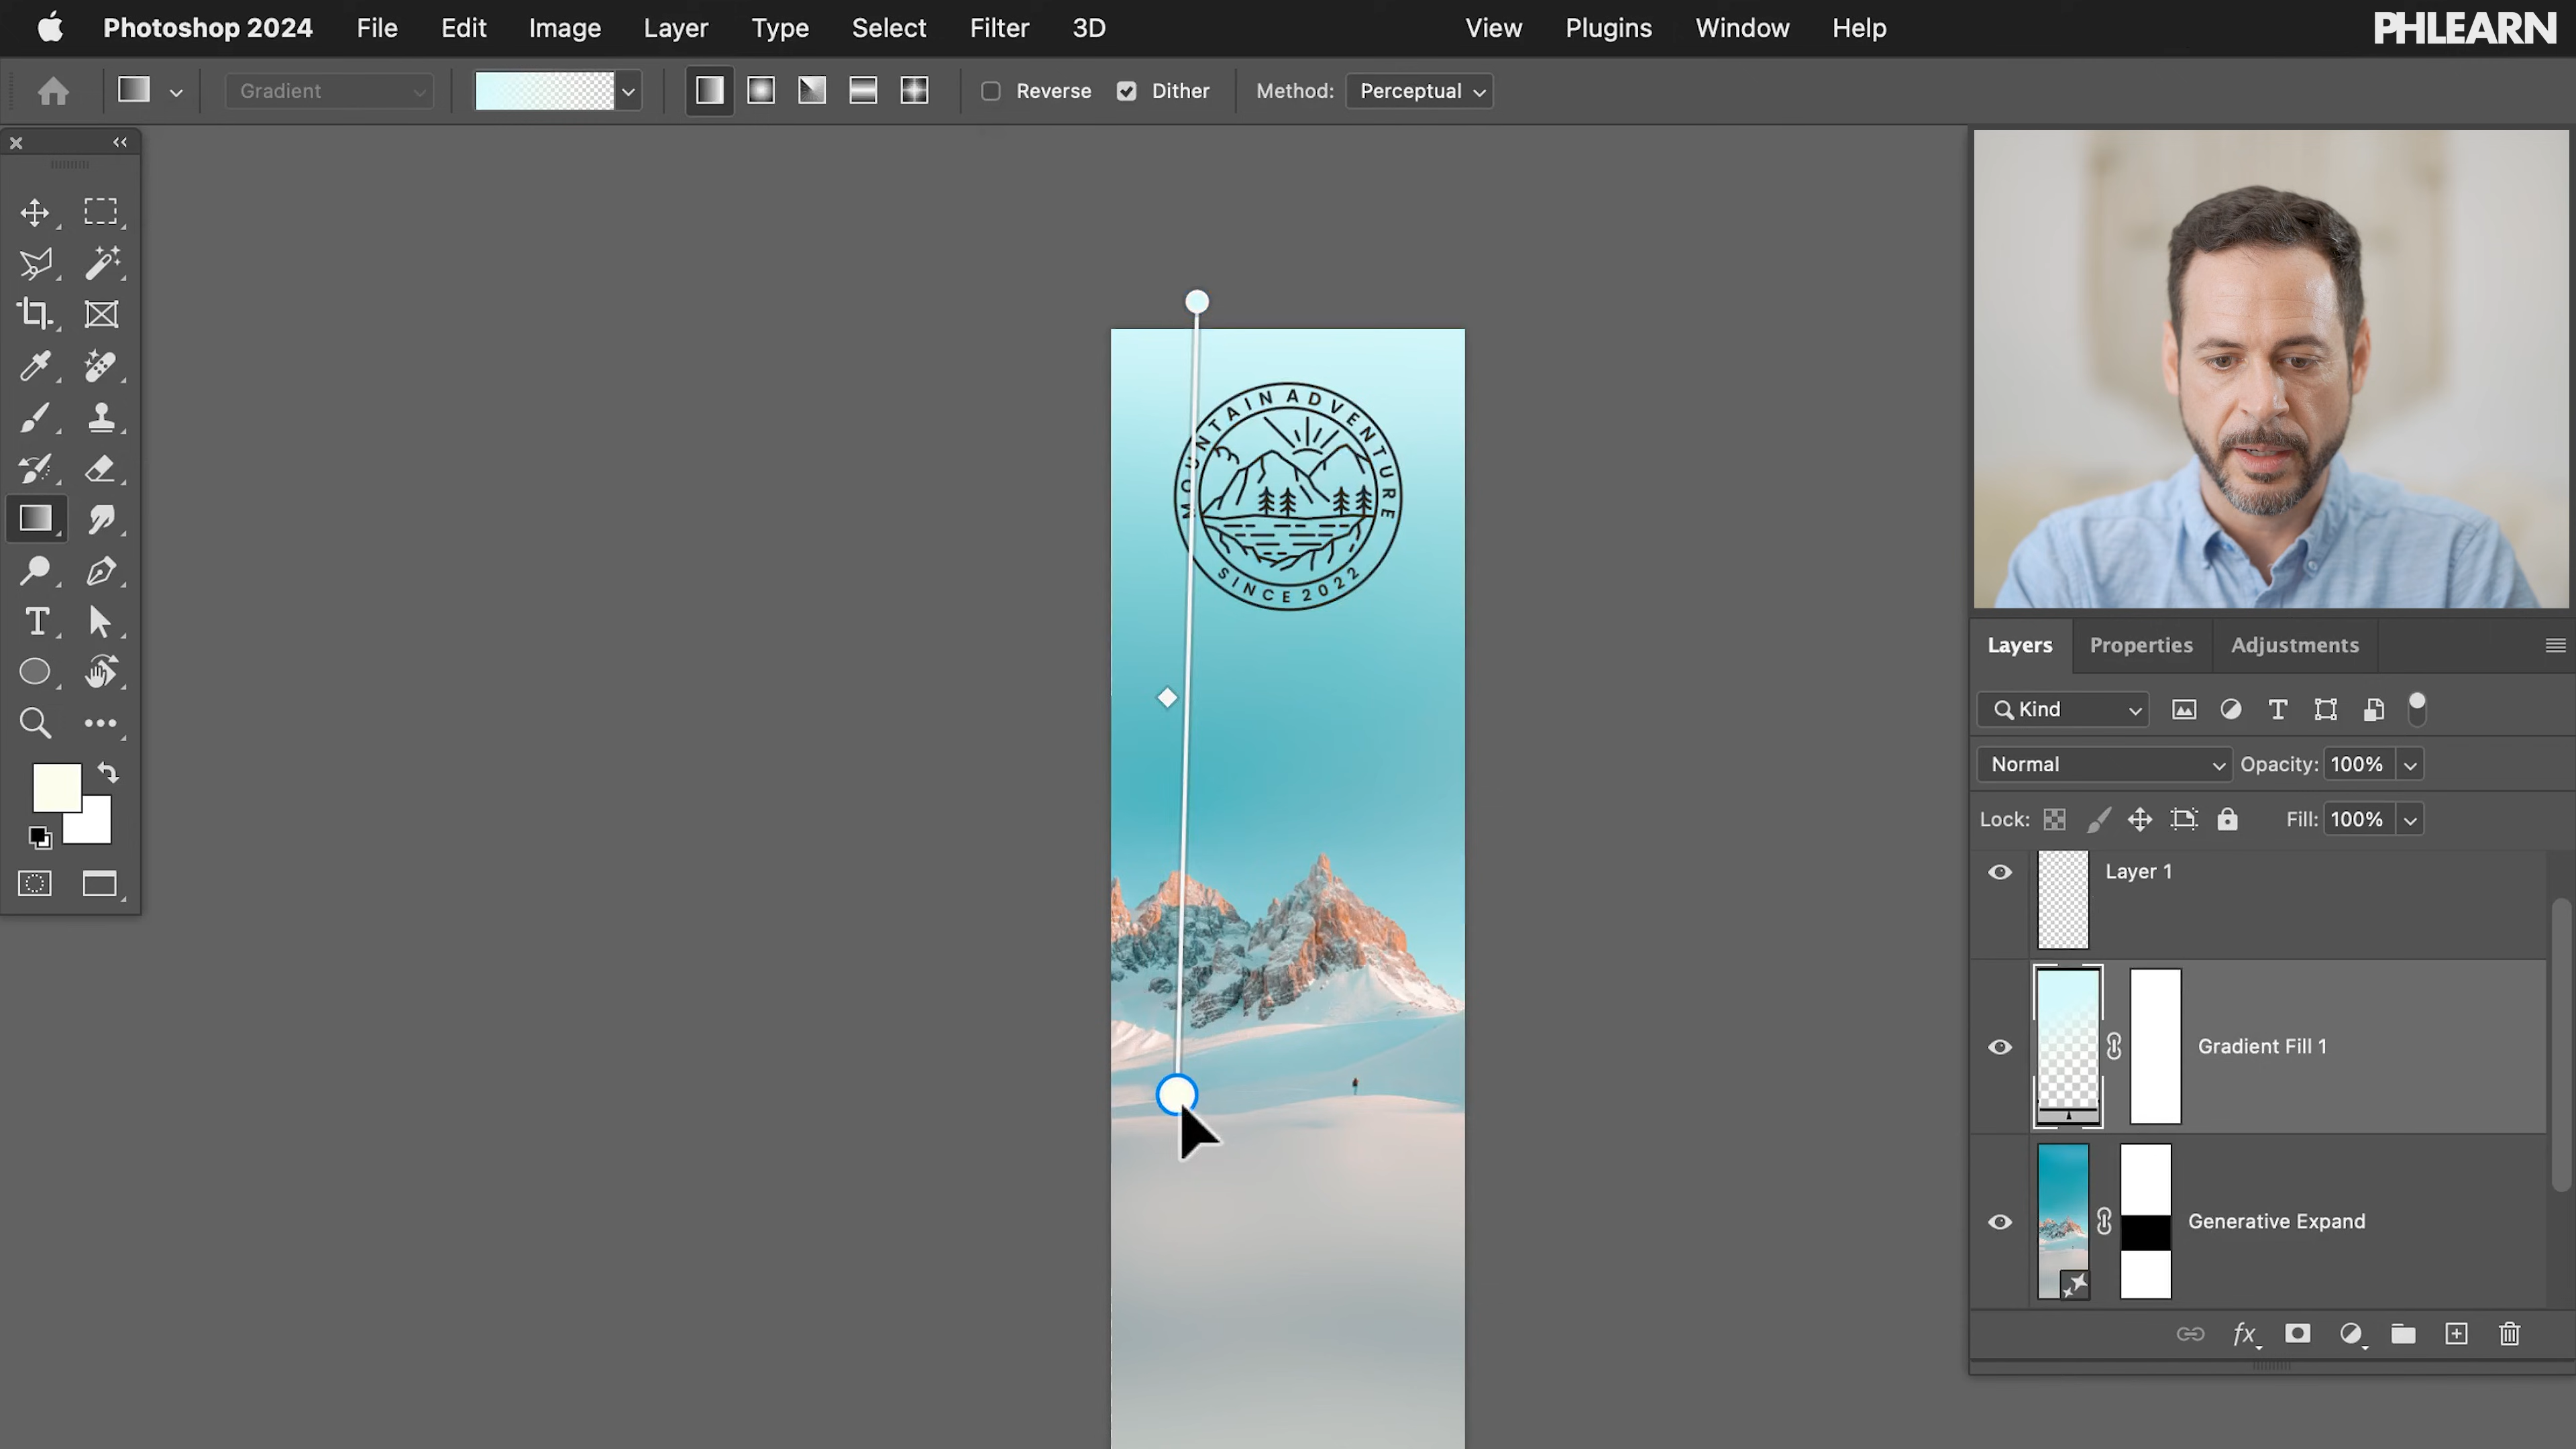 Photoshop 2024 File Edit Image Layer Type Select Filter 3D View Plugins Window Help
PHLEARN
Gradient
Reverse
Dither
Method: Perceptual
MOUNTAIN ADVENTURE
SINCE 2022
Layers Properties Adjustments
Kind
Normal Opacity: 100%
Lock: Fill: 100%
Layer 1
Gradient Fill 1
Generative Expand
fx